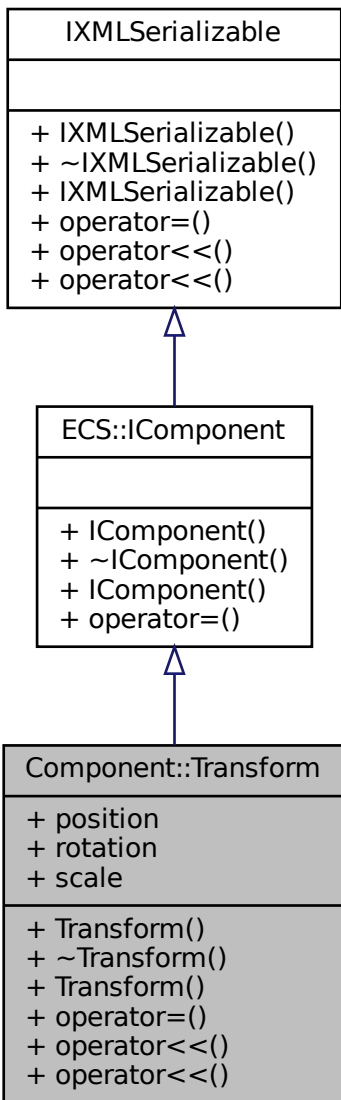 IXMLSerializable
+ IXMLSerializable()
+ ~IXMLSerializable()
+ IXMLSerializable()
+ operator=()
+ operator<<()
+ operator<<()
ECS::IComponent
+ IComponent()
+ ~IComponent()
+ IComponent()
+ operator=()
Component::Transform
+ position
+ rotation
+ scale
+ Transform()
+ ~Transform()
+ Transform()
+ operator=()
+ operator<<()
+ operator<<()